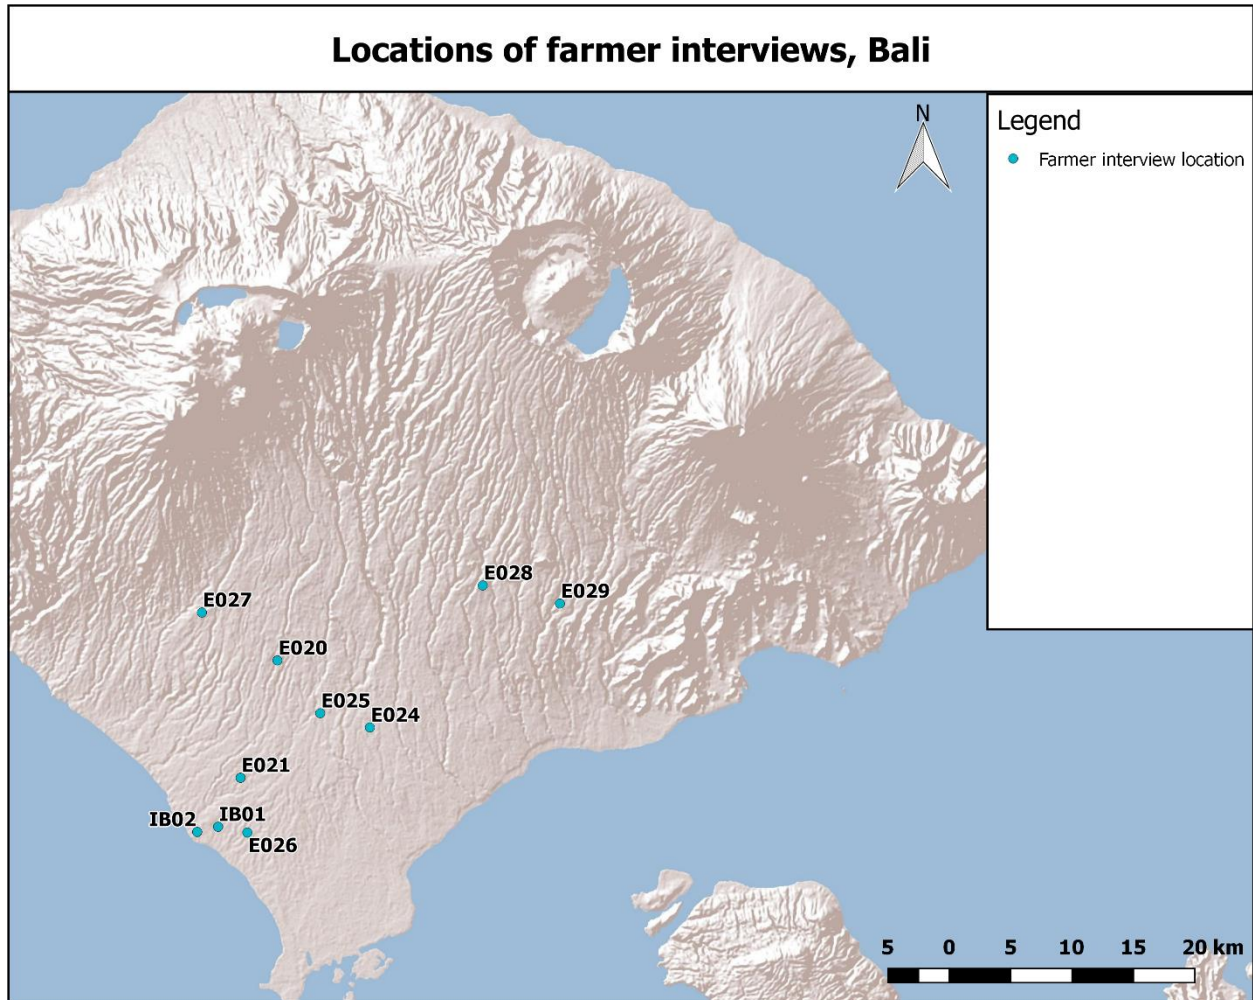 Locations of farmer interviews, Bali
N
Legend
Farmer interview location
E028
E029
E027
E020
E025
E024
E021
IB02
IB01
E026
5 0 5 10 15 20 km